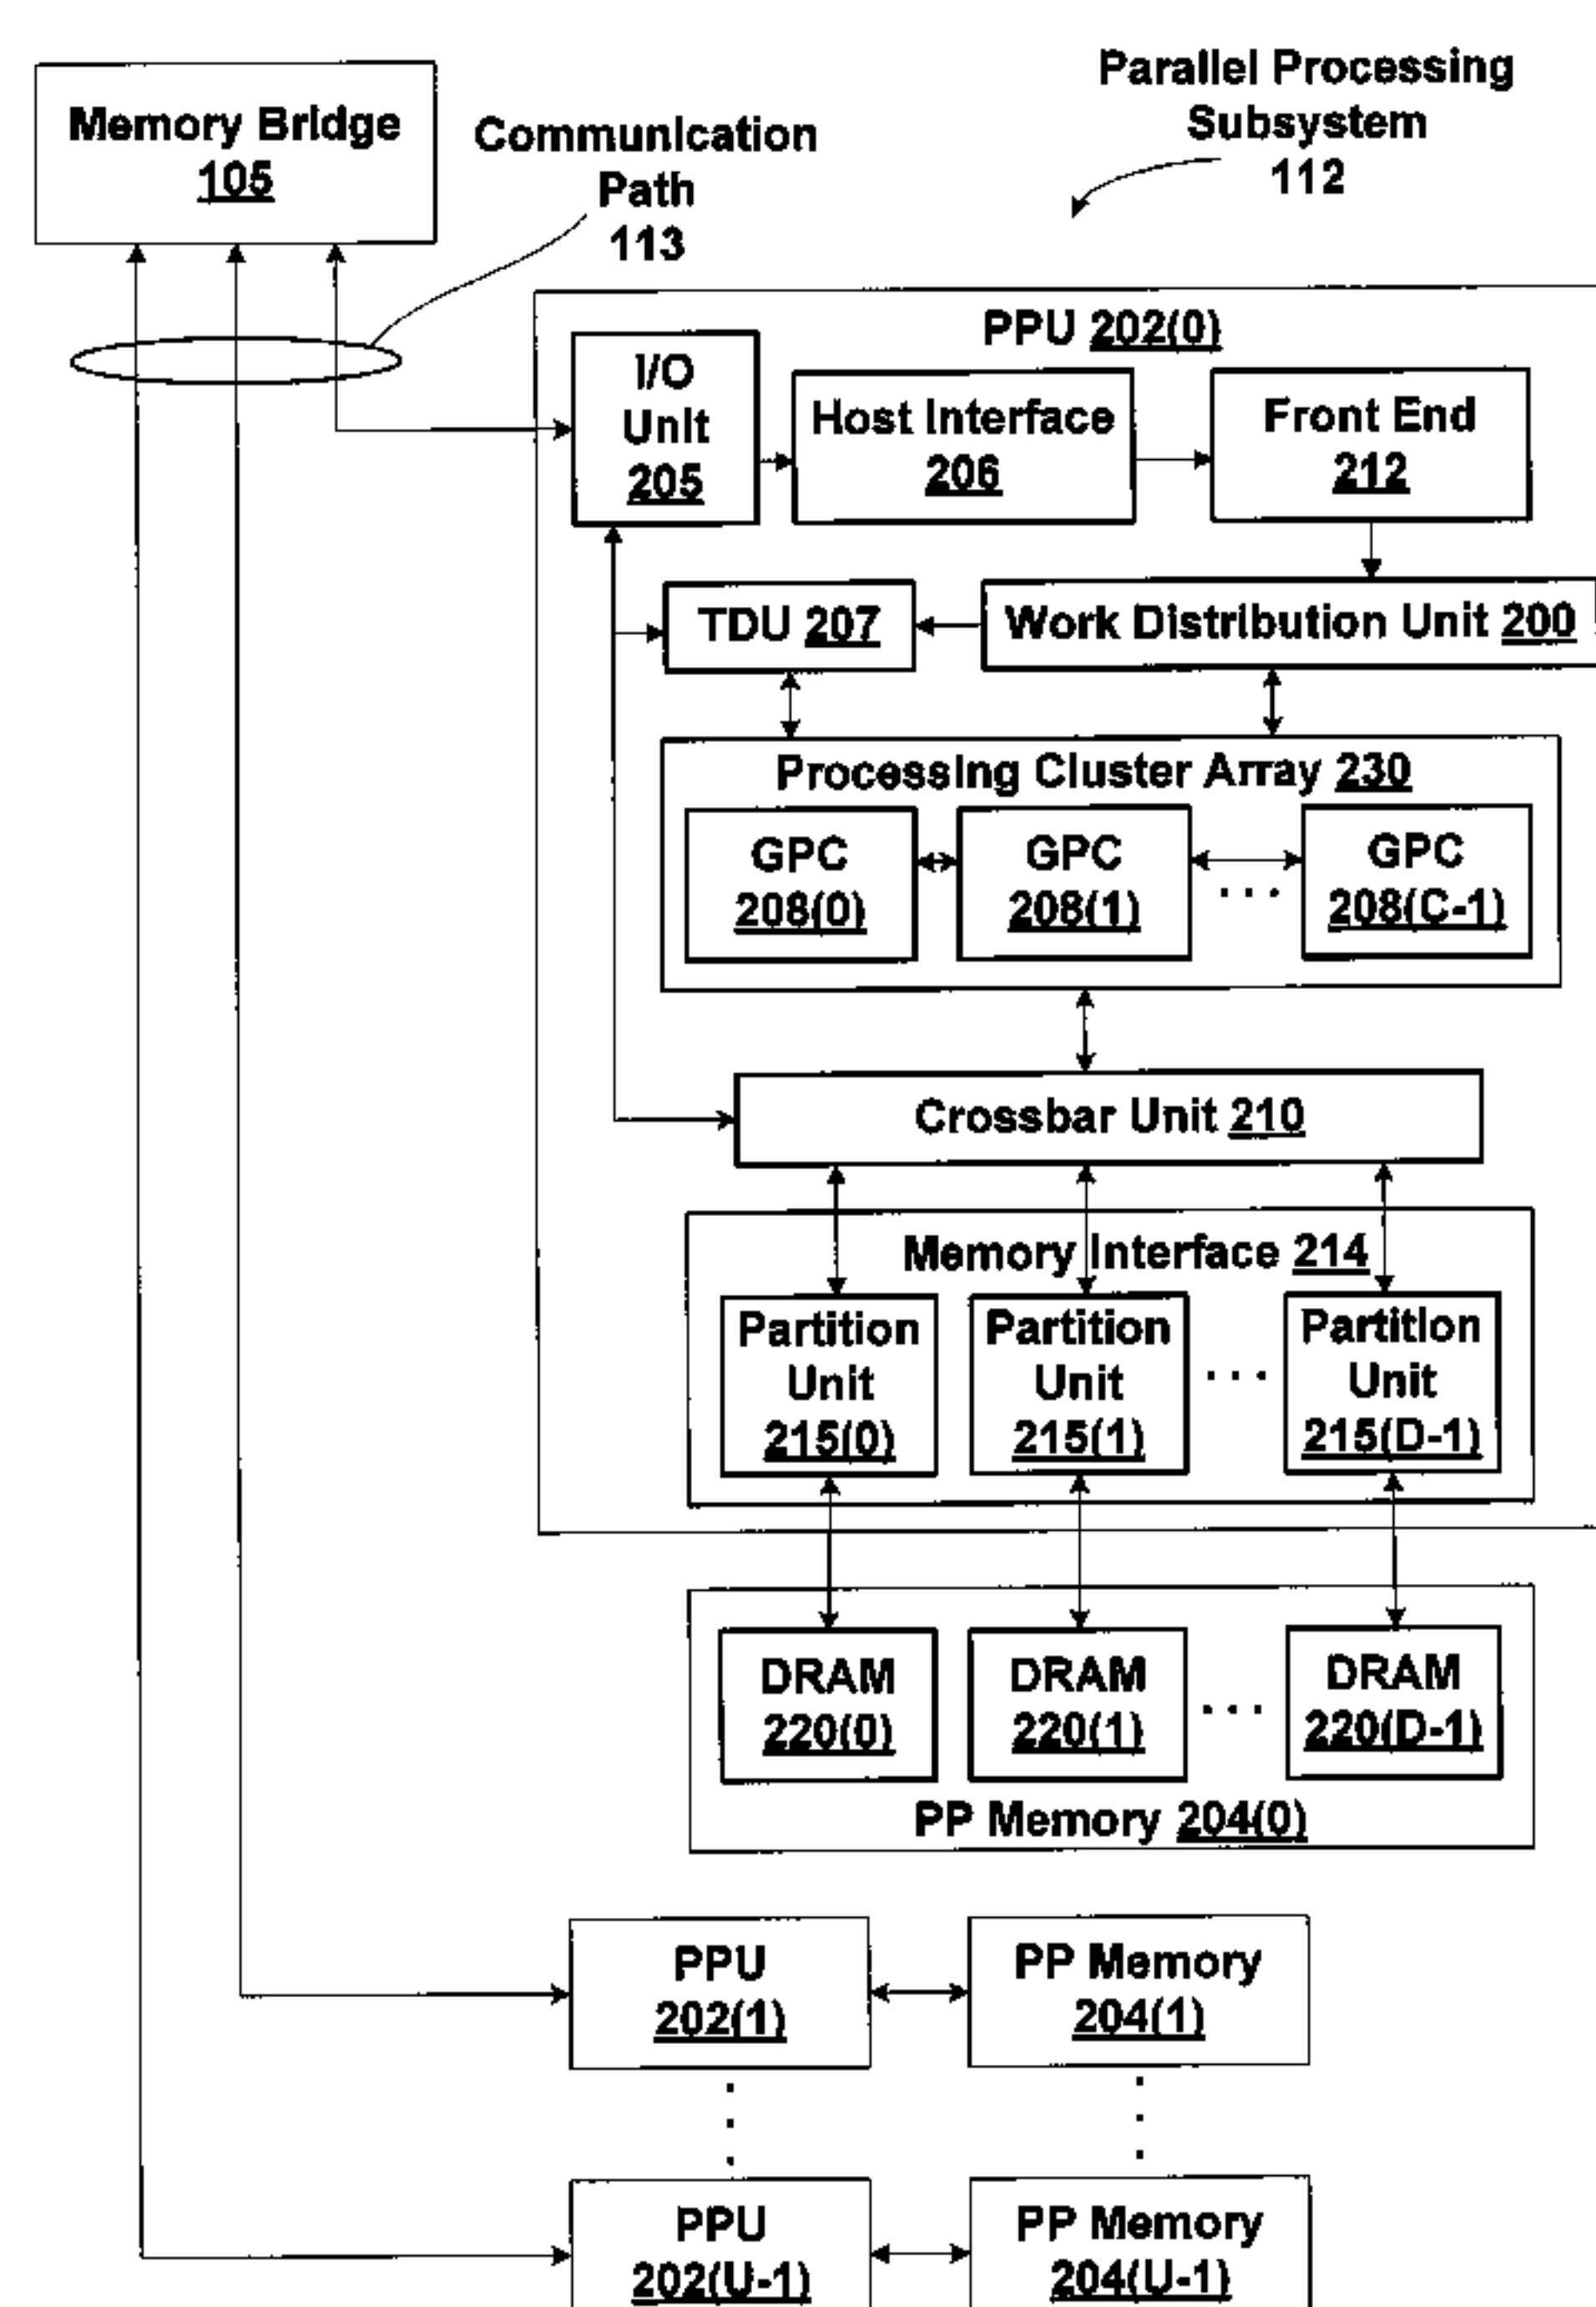 Memory Bridge
105
Communication
Path
113
Parallel Processing
Subsystem
112
PPU 202(0)
I/O
Unit
205
Host Interface
206
Front End
212
TDU 207
Work Distribution Unit 200
Processing Cluster Array 230
GPC
208(0)
GPC
208(1)
. . .
GPC
208(C-1)
Crossbar Unit 210
Memory Interface 214
Partition
Unit
215(0)
Partition
Unit
215(1)
. . .
Partition
Unit
215(D-1)
DRAM
220(0)
DRAM
220(1)
. . .
DRAM
220(D-1)
PP Memory 204(0)
PPU
202(1)
PP Memory
204(1)
PPU
202(U-1)
PP Memory
204(U-1)